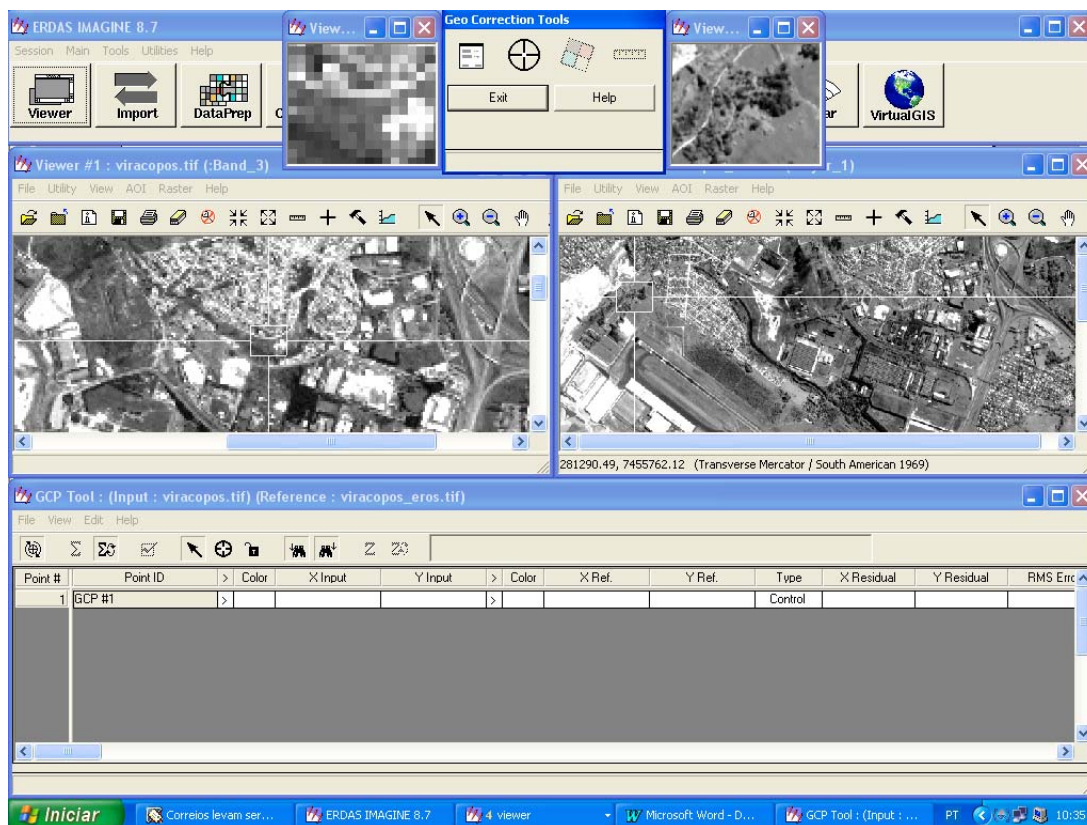 ERDAS IMAGINE 8.7
Session Main Tools Utilities Help
Viewer
Import
DataPrep
VirtualGIS
View...
Geo Correction Tools
Exit
Help
View...
Viewer #1 : viracopos.tif (:Band_3)
File Utility View AOI Raster Help
File Utility View AOI Raster Help
281290.49, 7455762.12 (Transverse Mercator / South American 1969)
GCP Tool : (Input : viracopos.tif) (Reference : viracopos_eros.tif)
File View Edit Help
Point # Point ID > Color X Input Y Input > Color X Ref. Y Ref. Type X Residual Y Residual RMS Errc
1 GCP #1 > > Control
Iniciar Correios levam ser... ERDAS IMAGINE 8.7 4 viewer Microsoft Word - D... GCP Tool : (Input : ... PT 10:35